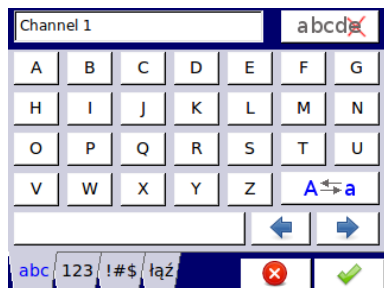 Channel 1 abcde
A B C D E F G
H I J K L M N
O P Q R S T U
V W X Y Z A a
abc 123 !#$ łąź